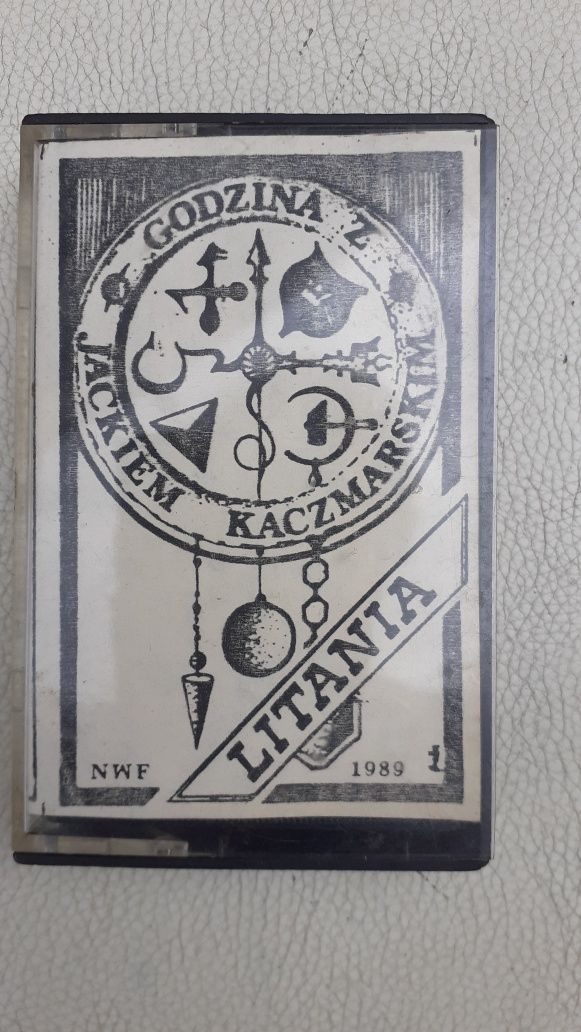 GODZINA Z
JACKIEM KACZMARSKIM
LITANIA
NWF
1989